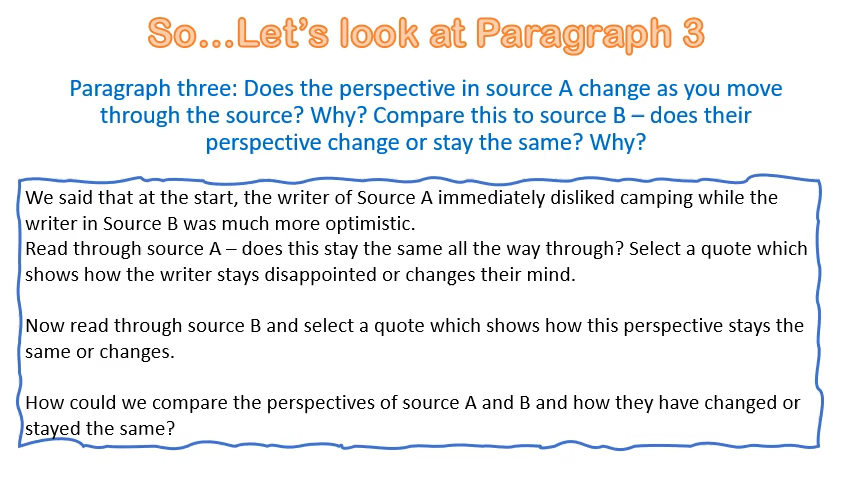 So...Let's look at Paragraph 3
Paragraph three: Does the perspective in source A change as you move
through the source? Why? Compare this to source B – does their
perspective change or stay the same? Why?
We said that at the start, the writer of Source A immediately disliked camping while the
writer in Source B was much more optimistic.
Read through source A – does this stay the same all the way through? Select a quote which
shows how the writer stays disappointed or changes their mind.
Now read through source B and select a quote which shows how this perspective stays the
same or changes.
How could we compare the perspectives of source A and B and how they have changed or
stayed the same?